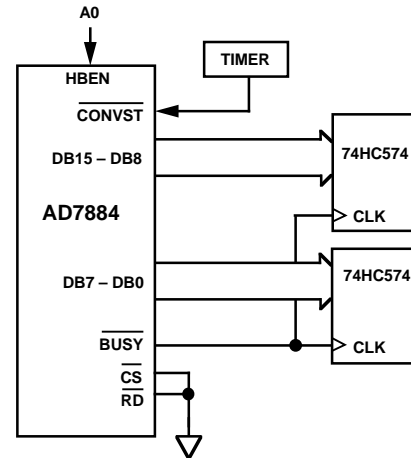 A0
HBEN
TIMER
CONVST
DB15 – DB8
74HC574
AD7884
CLK
DB7 – DB0
74HC574
BUSY
CLK
CS
RD